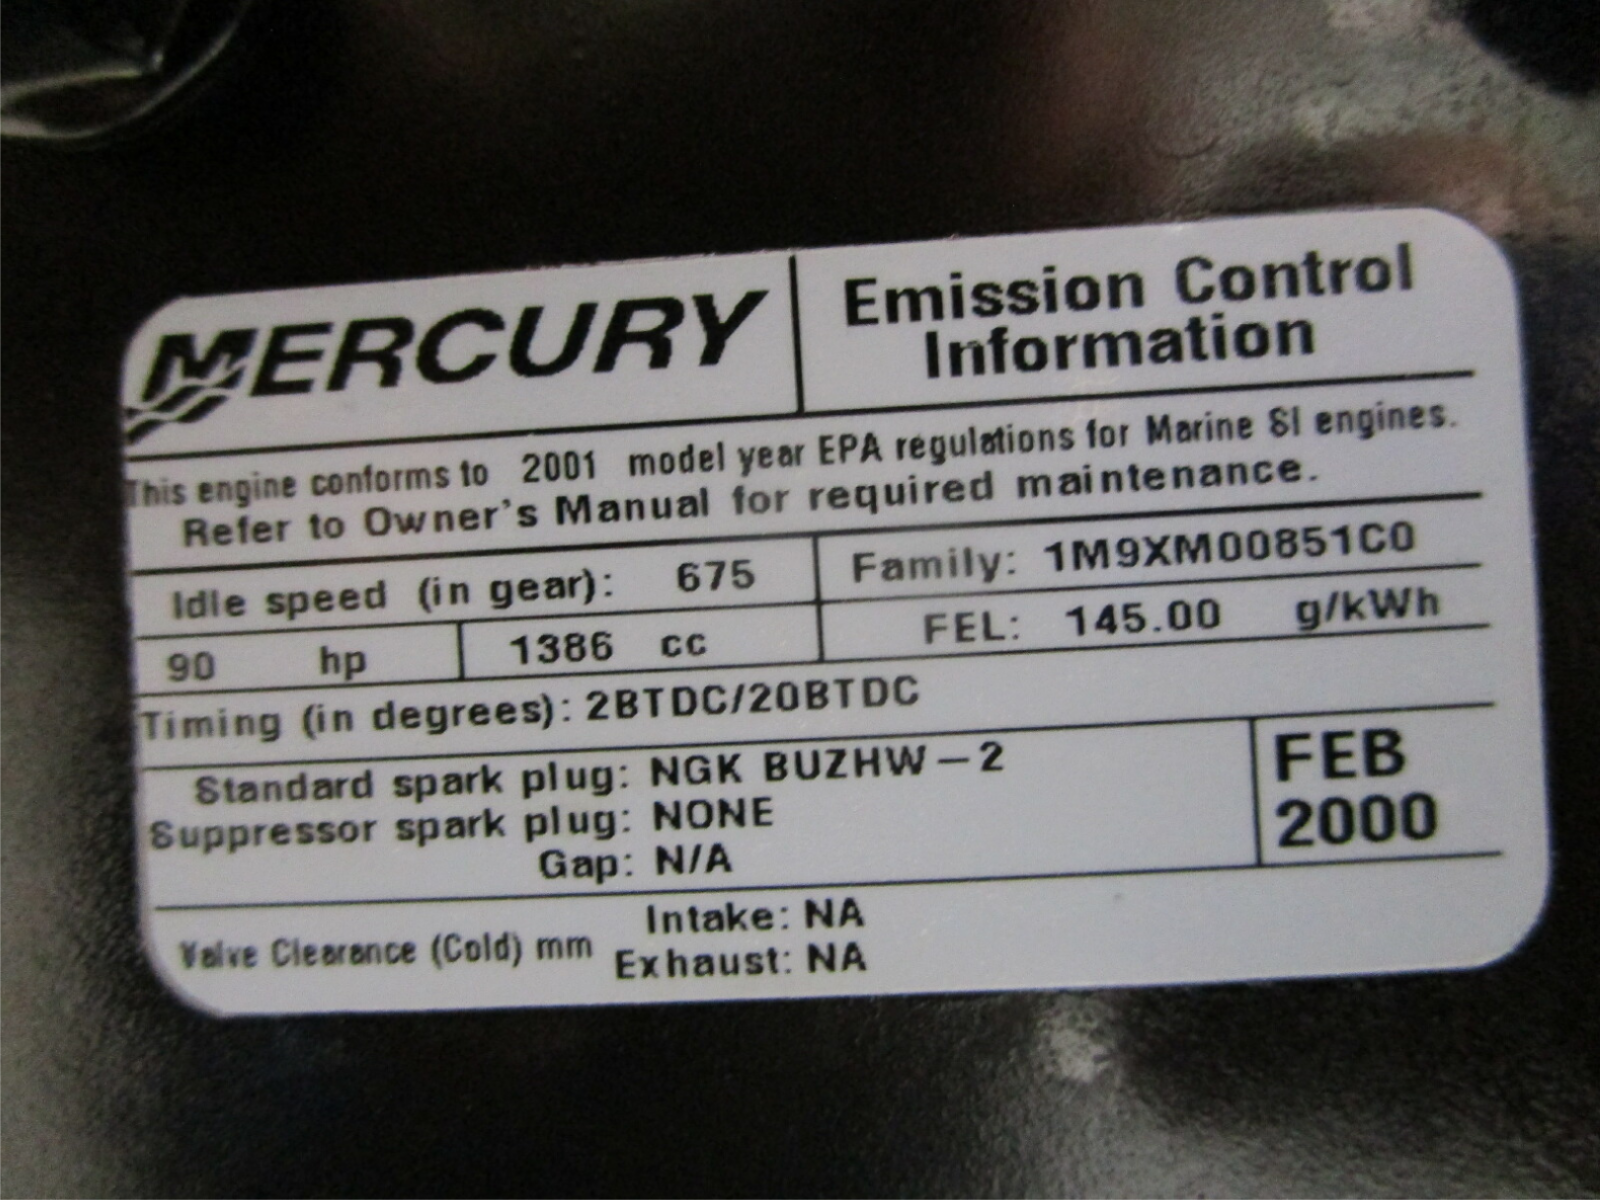 MERCURY
Emission Control
Information
This engine conforms to 2001 model year EPA regulations for Marine SI engines.
Refer to Owner's Manual for required maintenance.
Idle speed (in gear): 675
Family: 1M9XM00851C0
90 hp 1386 cc
FEL: 145.00 g/kWh
Timing (in degrees): 2BTDC/20BTDC
Standard spark plug: NGK BUZHW-2
Suppressor spark plug: NONE
Gap: N/A
FEB
2000
Valve Clearance (Cold) mm
Intake: NA
Exhaust: NA